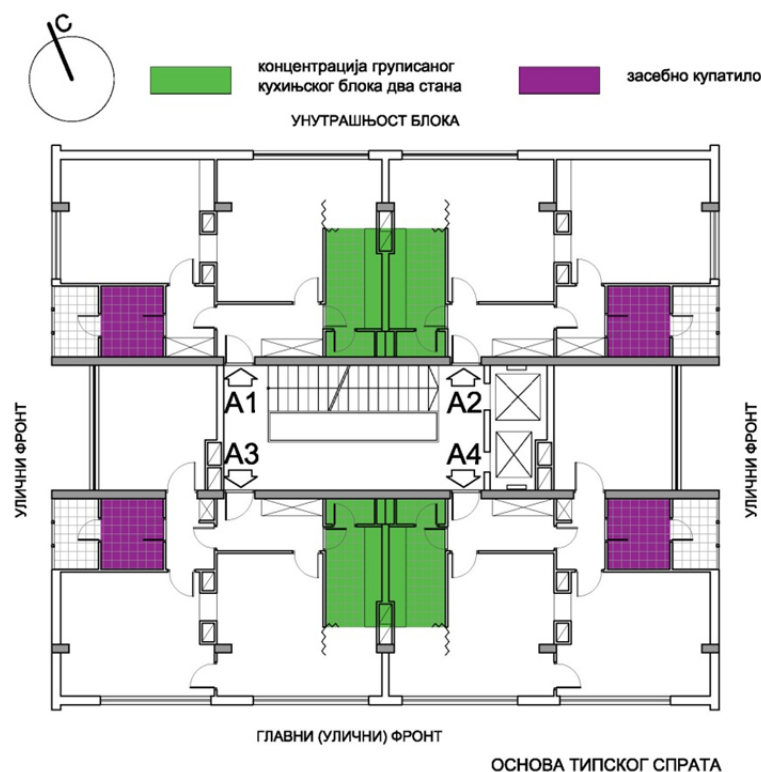 С
концентрација груписаног
кухињског блока два стана
засебно купатило
УНУТРАШЊОСТ БЛОКА
А1
А2
А3
А4
УЛИЧНИ ФРОНТ
УЛИЧНИ ФРОНТ
ГЛАВНИ (УЛИЧНИ) ФРОНТ
ОСНОВА ТИПСКОГ СПРАТА